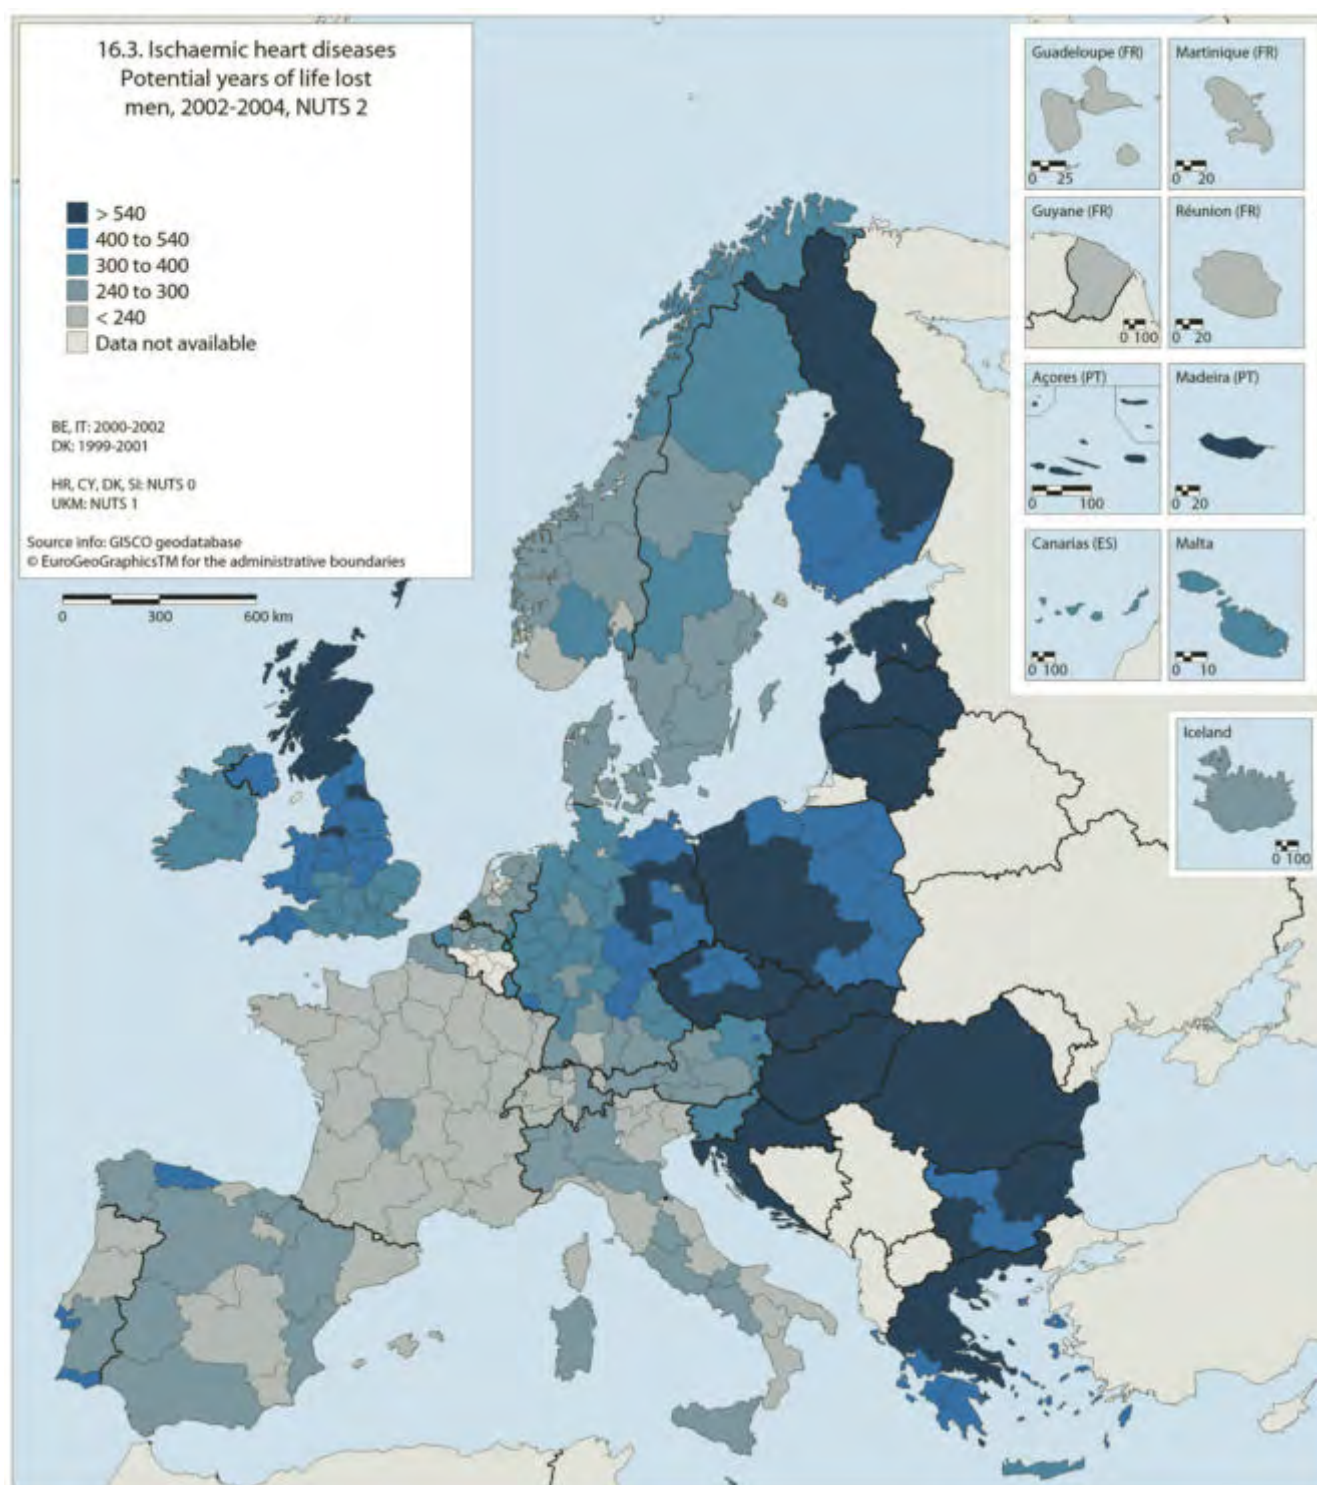 16.3. Ischaemic heart diseases
Potential years of life lost
men, 2002-2004, NUTS 2
> 540
400 to 540
300 to 400
240 to 300
< 240
Data not available
BE, IT: 2000-2002
DK: 1999-2001
HR, CY, DK, SI: NUTS 0
UKM: NUTS 1
Source info: GISCO geodatabase
© EuroGeoGraphicsTM for the administrative boundaries
0 300 600 km
Guadeloupe (FR)
0 25
Martinique (FR)
0 20
Guyane (FR)
0 100
Réunion (FR)
0 20
Açores (PT)
0 100
Madeira (PT)
0 20
Canarias (ES)
0 100
Malta
0 10
Iceland
0 100